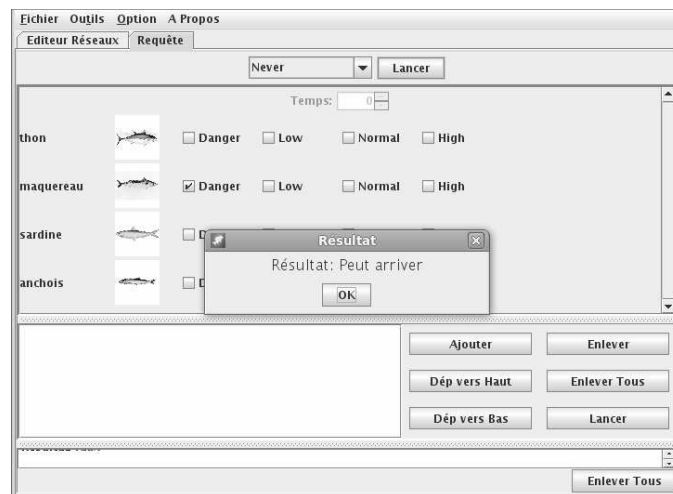 Fichier Outils Option A Propos
Editeur Réseaux Requête
Never Lancer
Temps: 0
thon Danger Low Normal High
maquereau Danger Low Normal High
sardine D
Résultat
Résultat: Peut arriver
anchois D
OK
Ajouter Enlever
Dép vers Haut Enlever Tous
Dép vers Bas Lancer
Enlever Tous